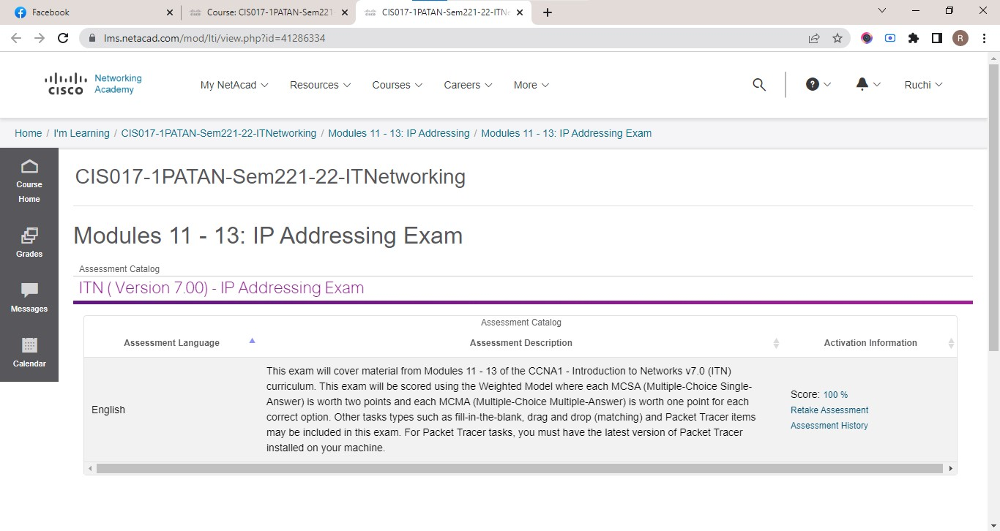 Facebook
Course: CIS017-1PATAN-Sem221
CIS017-1PATAN-Sem221-22-ITN
lms.netacad.com/mod/lti/view.php?id=41286334
R
CISCO Networking Academy
My NetAcad
Resources
Courses
Careers
More
?
Ruchi
Home / I'm Learning / CIS017-1PATAN-Sem221-22-ITNetworking / Modules 11 - 13: IP Addressing / Modules 11 - 13: IP Addressing Exam
Course
Home
Grades
Messages
Calendar
CIS017-1PATAN-Sem221-22-ITNetworking
Modules 11 - 13: IP Addressing Exam
Assessment Catalog
ITN ( Version 7.00) - IP Addressing Exam
Assessment Catalog
Assessment Language
Assessment Description
Activation Information
English
This exam will cover material from Modules 11 - 13 of the CCNA1 - Introduction to Networks v7.0 (ITN)
curriculum. This exam will be scored using the Weighted Model where each MCSA (Multiple-Choice Single-
Answer) is worth two points and each MCMA (Multiple-Choice Multiple-Answer) is worth one point for each
correct option. Other tasks types such as fill-in-the-blank, drag and drop (matching) and Packet Tracer items
may be included in this exam. For Packet Tracer tasks, you must have the latest version of Packet Tracer
installed on your machine.
Score: 100 %
Retake Assessment
Assessment History